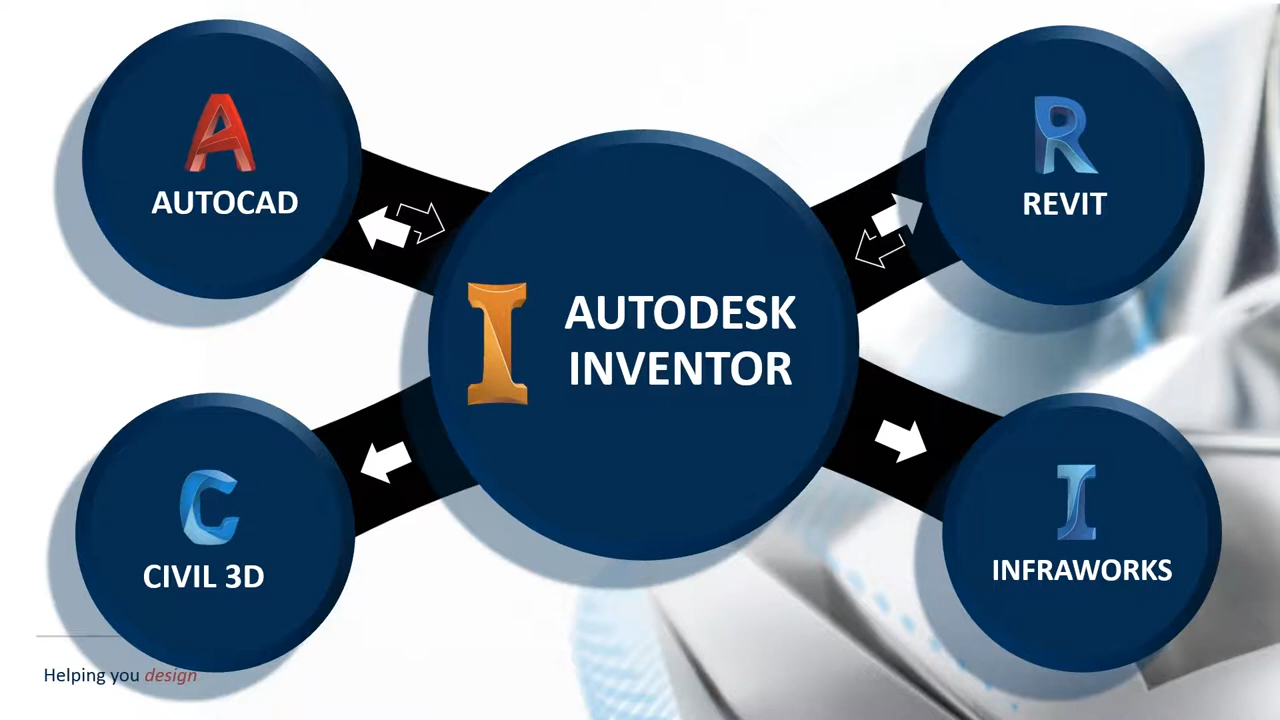 AUTOCAD
REVIT
AUTODESK
INVENTOR
CIVIL 3D
INFRAWORKS
Helping you design